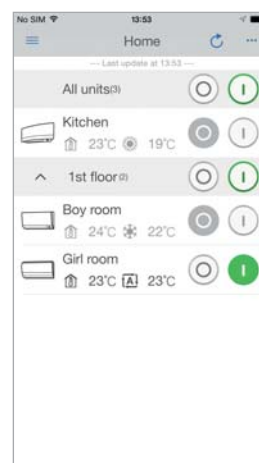 No SIM 13:53
Home
--- Last update at 13:53 ---
All units(3)
Kitchen
23°C 19°C
1st floor(2)
Boy room
24°C 22°C
Girl room
23°C A 23°C